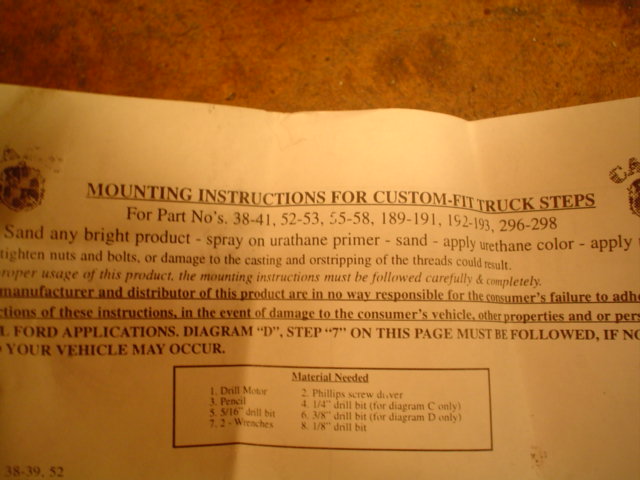 MOUNTING INSTRUCTIONS FOR CUSTOM-FIT TRUCK STEPS
For Part No's. 38-41, 52-53, 55-58, 189-191, 192-193, 296-298
Sand any bright product - spray on urathane primer - sand - apply urethane color - apply
tighten nuts and bolts, or damage to the casting and orstripping of the threads could result.
roper usage of this product, the mounting instructions must be followed carefully & completely.
manufacturer and distributor of this product are in no way responsible for the consumer's failure to adhe
ctions of these instructions, in the event of damage to the consumer's vehicle, other properties and or pers
L FORD APPLICATIONS. DIAGRAM "D", STEP "7" ON THIS PAGE MUST BE FOLLOWED, IF NO
YOUR VEHICLE MAY OCCUR.
Material Needed
1. Drill Motor 2. Phillips screw driver
3. Pencil 4. 1/4" drill bit (for diagram C only)
5. 5/16" drill bit 6. 3/8" drill bit (for diagram D only)
7. 2 - Wrenches 8. 1/8" drill bit
38-39, 52